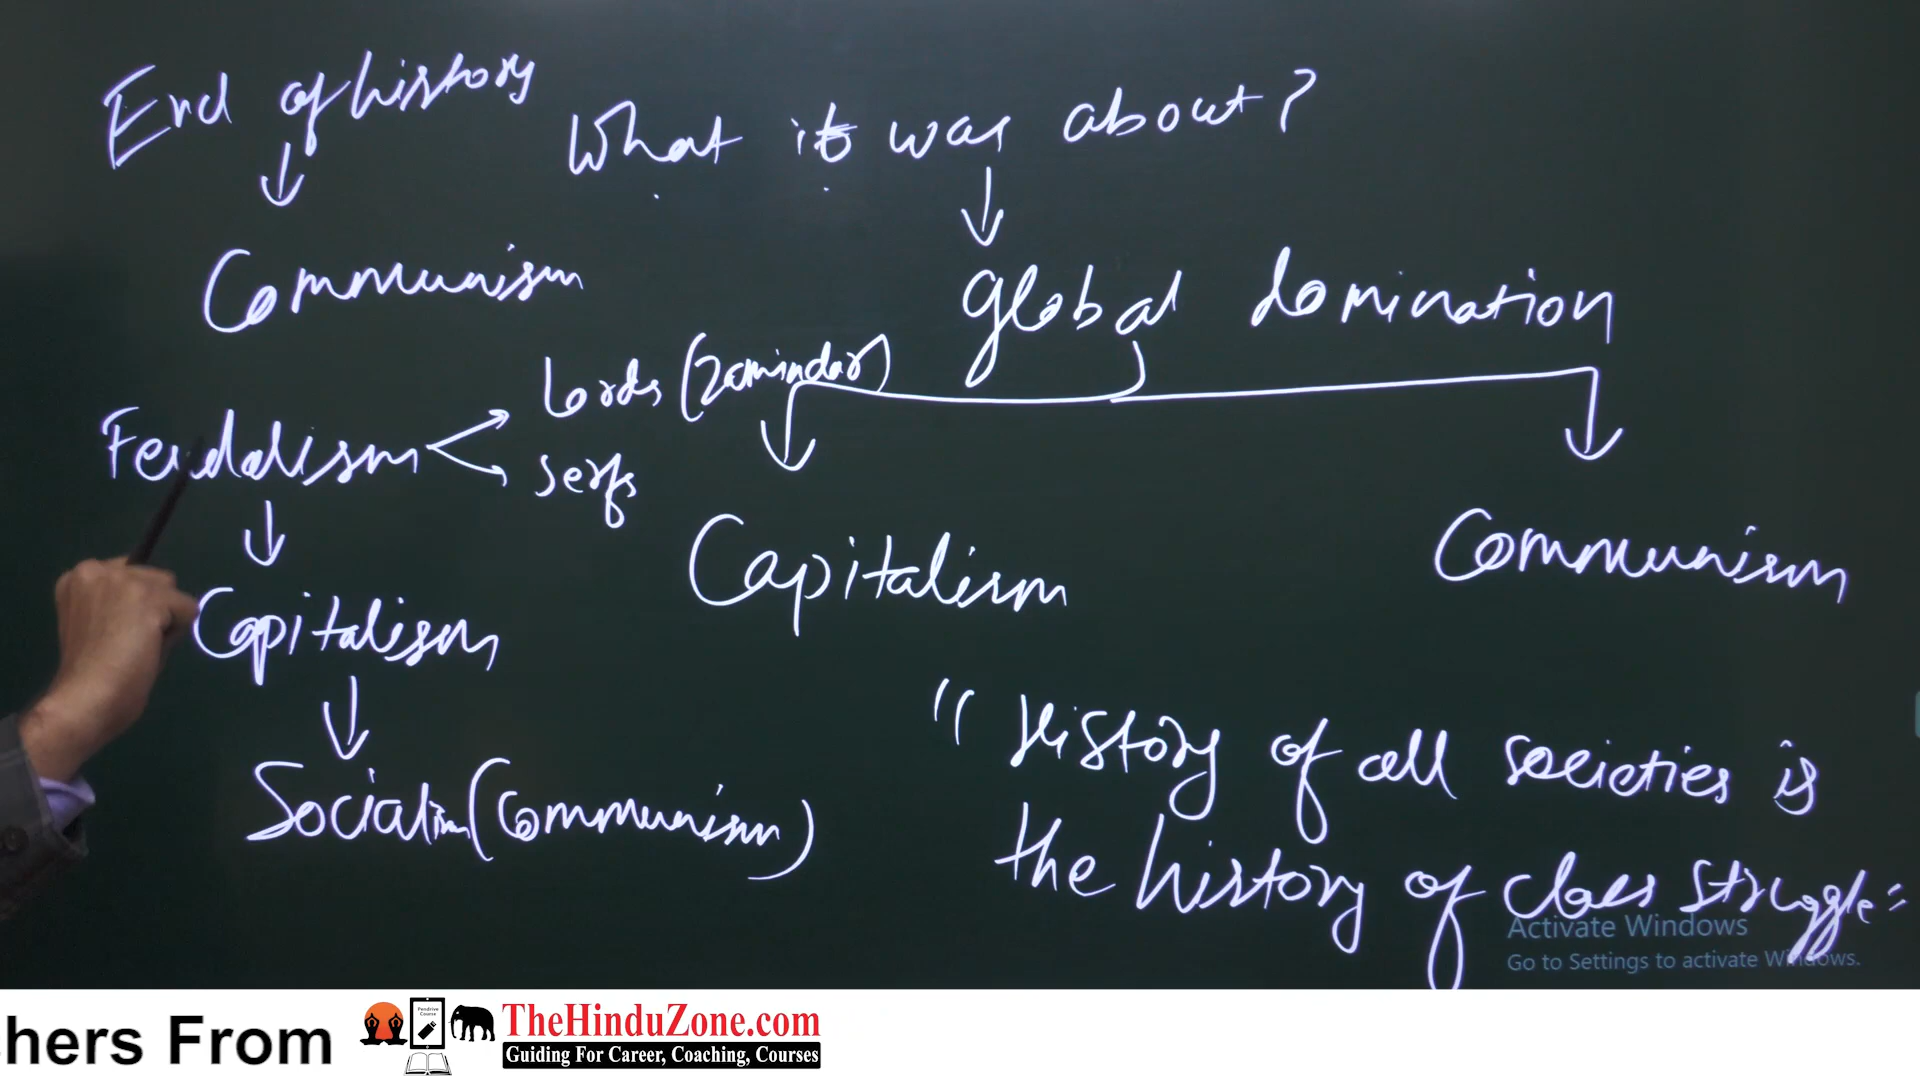 End of history
What it was about?
Communism
global domination
Lords (Zamindar)
Feudalism
serfs
Capitalism
Communism
Capitalism
Socialism (Communism)
"History of all societies is
the history of class struggle"
Activate Windows
Go to Settings to activate Windows.
hers From
Pendrive
Course
TheHinduZone.com
Guiding For Career, Coaching, Courses